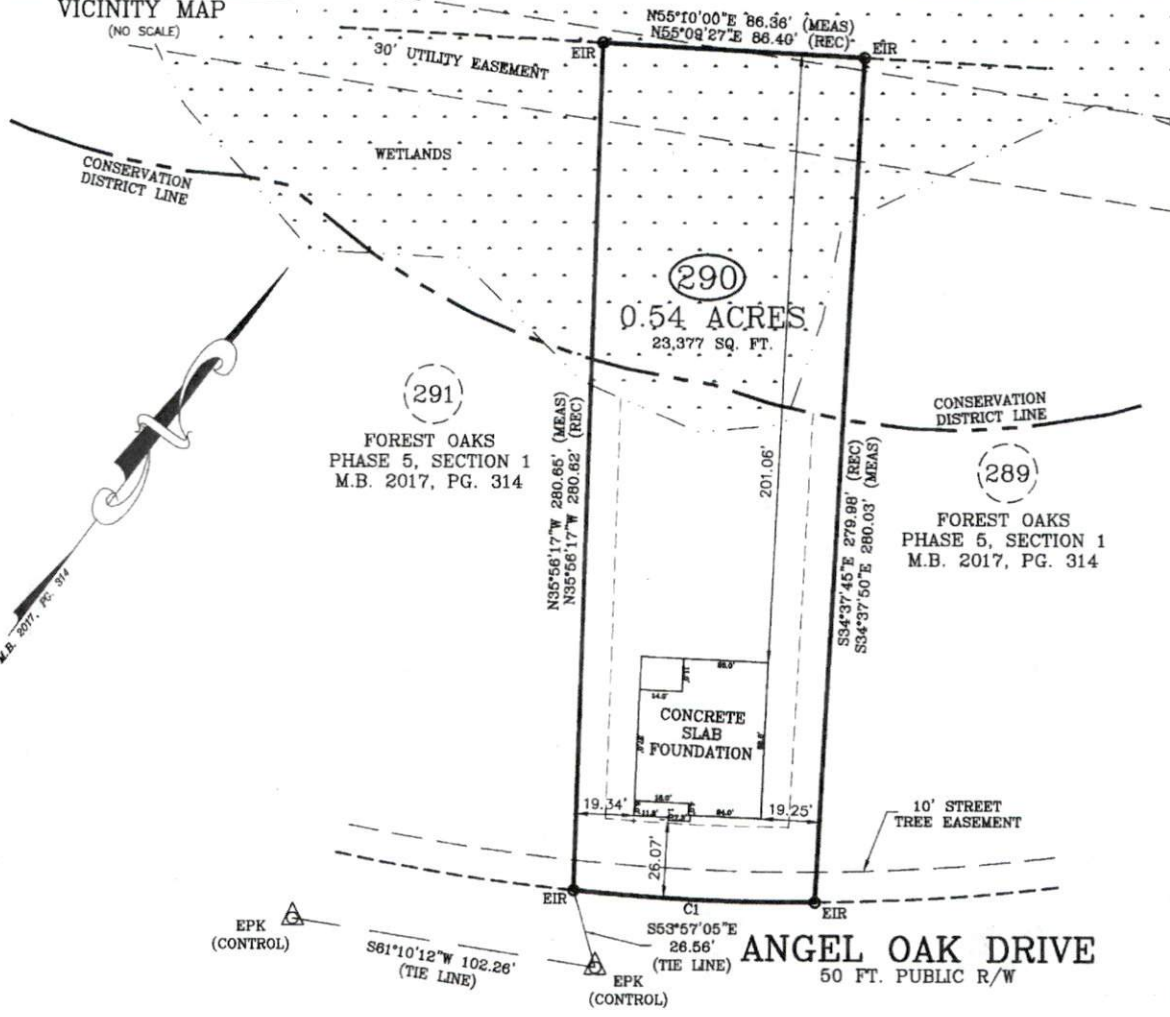 VICINITY MAP
(NO SCALE)
N55°10'00"E 86.36' (MEAS)
N55°09'27"E 86.40' (REC)
EIR
EIR
30' UTILITY EASEMENT
WETLANDS
CONSERVATION
DISTRICT LINE
290
0.54 ACRES
23,377 SQ. FT.
291
FOREST OAKS
PHASE 5, SECTION 1
M.B. 2017, PG. 314
N35°56'17"W 280.65' (MEAS)
N35°56'17"W 280.62' (REC)
201.06'
S34°37'45"E 279.98' (REC)
S34°37'50"E 280.03' (MEAS)
CONSERVATION
DISTRICT LINE
289
FOREST OAKS
PHASE 5, SECTION 1
M.B. 2017, PG. 314
M.B. 2017, PG. 314
14.0'
CONCRETE
SLAB
FOUNDATION
19.34'
19.25'
26.07'
10' STREET
TREE EASEMENT
EIR
C1
EIR
EPK
(CONTROL)
S61°10'12"W 102.26'
(TIE LINE)
S53°57'05"E
26.56'
(TIE LINE)
EPK
(CONTROL)
ANGEL OAK DRIVE
50 FT. PUBLIC R/W